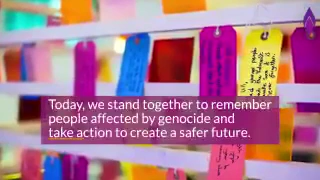 Today, we stand together to remember
people affected by genocide and
take action to create a safer future.